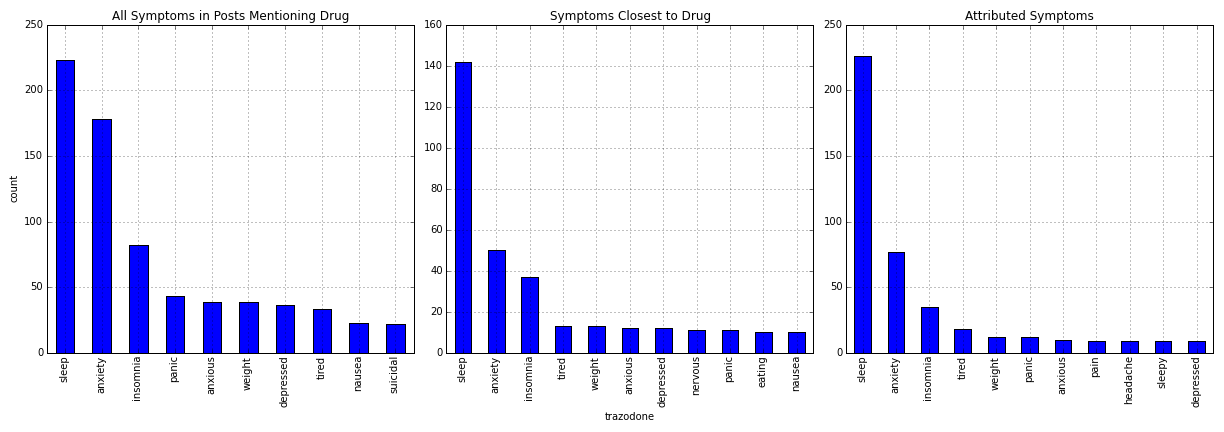 All Symptoms in Posts Mentioning Drug
250
200
150
100
50
0
count
sleep
anxiety
insomnia
panic
anxious
weight
depressed
tired
nausea
suicidal
Symptoms Closest to Drug
160
140
120
100
80
60
40
20
0
sleep
anxiety
insomnia
tired
weight
anxious
depressed
nervous
panic
eating
nausea
trazodone
Attributed Symptoms
250
200
150
100
50
0
sleep
anxiety
insomnia
tired
weight
panic
anxious
pain
headache
sleepy
depressed